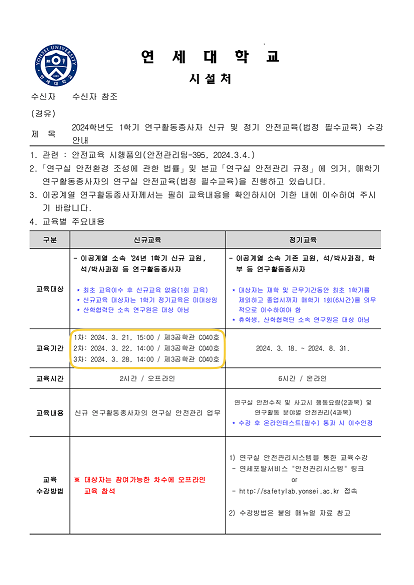 YONSEI UNIVERSITY
연 세 대 학 교
시설처
수신자 수신자 참조
(경유)
제 목 2024학년도 1학기 연구활동종사자 신규 및 정기 안전교육(법정 필수교육) 수강
안내
1. 관련 : 안전교육 시행품의(안전관리팀-395, 2024.3.4.)
2.「연구실 안전환경 조성에 관한 법률」및 본교「연구실 안전관리 규정」에 의거, 매학기
연구활동종사자의 연구실 안전교육(법정 필수교육)을 진행하고 있습니다.
3. 이공계열 연구활동종사자께서는 필히 교육내용을 확인하시어 기한 내에 이수하여 주시
기 바랍니다.
4. 교육별 주요내용
구분 신규교육 정기교육
교육대상
- 이공계열 소속 '24년 1학기 신규 교원,
석/박사과정 등 연구활동종사자
* 최초 교육이수 후 신규교육 없음(1회 교육)
* 신규교육 대상자는 1학기 정기교육은 미대상임
* 산학협력단 소속 연구원은 대상 아님
- 이공계열 소속 기존 교원, 석/박사과정, 학
부 등 연구활동종사자
* 대상자는 재학 및 근무기간동안 최초 1학기를
제외하고 졸업시까지 매학기 1회(6시간)를 의무
적으로 이수하여야 함
* 휴학생, 산학협력단 소속 연구원은 대상 아님
교육기간
1차: 2024. 3. 21. 15:00 / 제3공학관 C040호
2차: 2024. 3. 22. 14:00 / 제3공학관 C040호
3차: 2024. 3. 28. 14:00 / 제3공학관 C040호
2024. 3. 18. ~ 2024. 8. 31.
교육시간 2시간 / 오프라인 6시간 / 온라인
교육내용 신규 연구활동종사자의 연구실 안전관리 업무
연구실 안전수칙 및 사고시 행동요령(2과목) 및
연구활동 분야별 안전관리(4과목)
* 수강 후 온라인테스트(필수) 통과 시 이수인정
교육
수강방법
※ 대상자는 참여가능한 차수에 오프라인
교육 참석
1) 연구실 안전관리시스템을 통한 교육수강
- 연세포탈서비스 "안전관리시스템" 링크
or
- http://safetylab.yonsei.ac.kr 접속
2) 수강방법은 붙임 매뉴얼 자료 참고